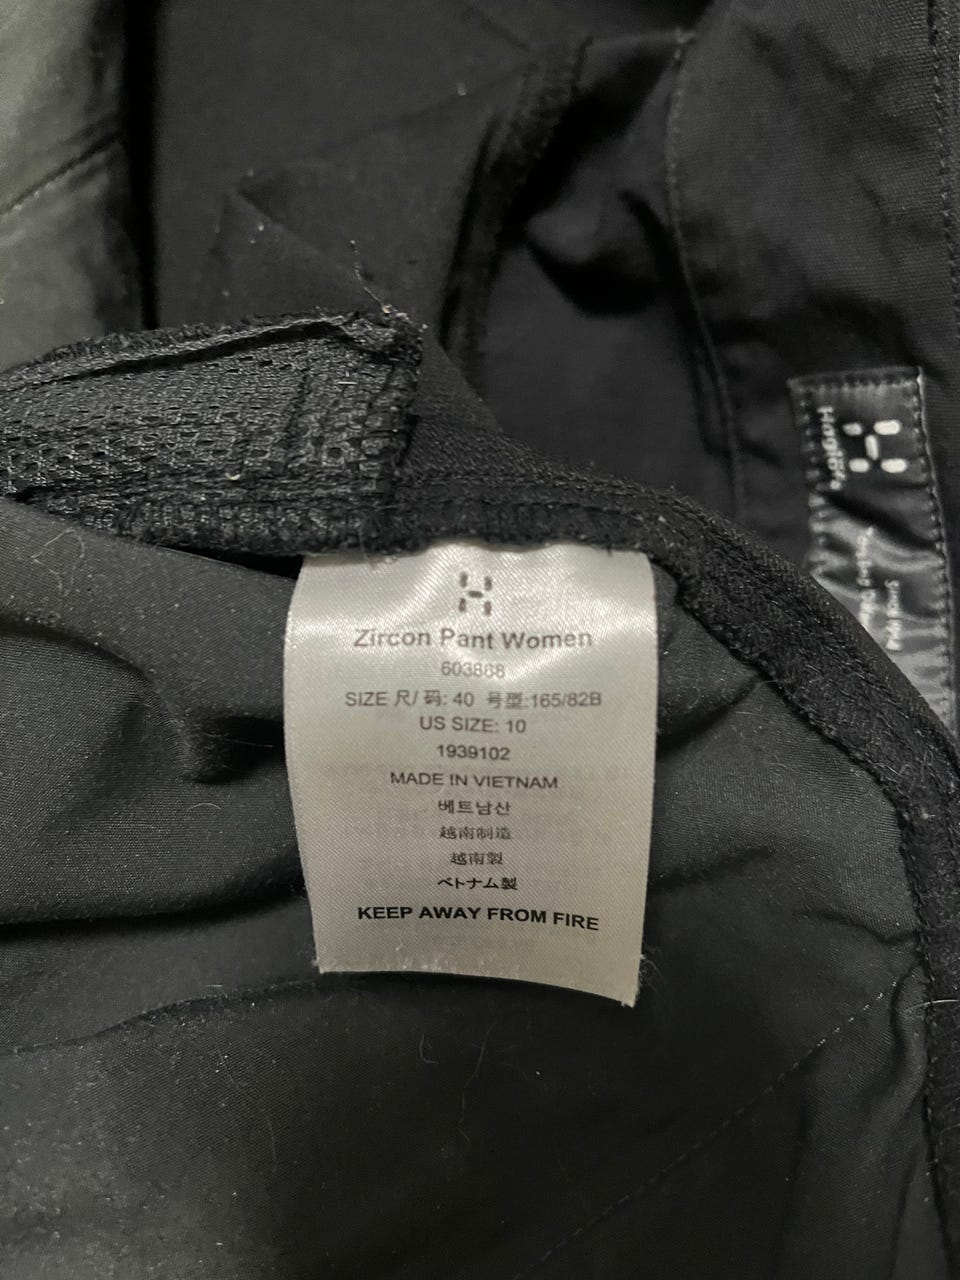 Zircon Pant Women
603868
SIZE 尺/码: 40 号型:165/82B
US SIZE: 10
1939102
MADE IN VIETNAM
베트남산
越南制造
越南製
ベトナム製
KEEP AWAY FROM FIRE
Haglöfs